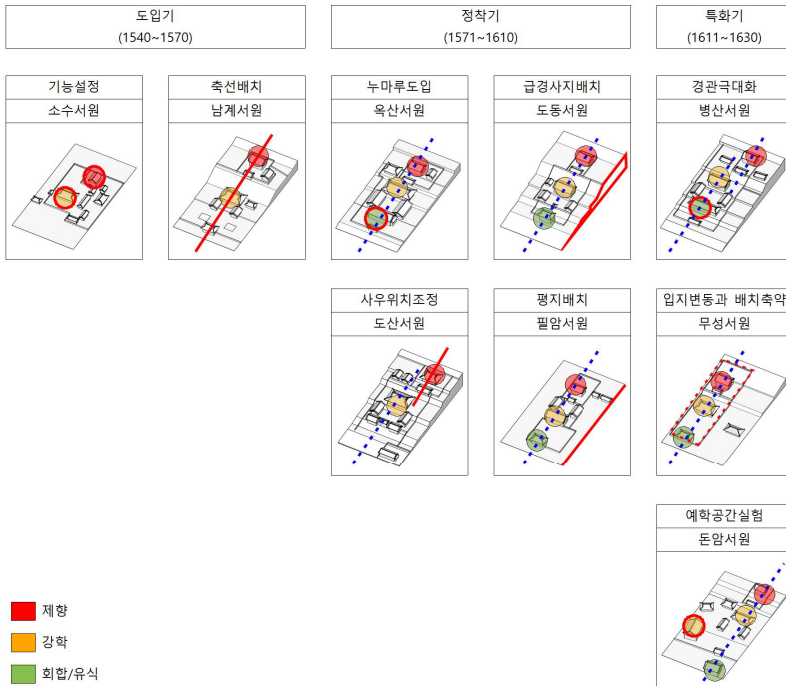 도입기
(1540~1570)
정착기
(1571~1610)
특화기
(1611~1630)
기능설정
소수서원
축선배치
남계서원
누마루도입
옥산서원
급경사지배치
도동서원
경관극대화
병산서원
사우위치조정
도산서원
평지배치
필암서원
입지변동과 배치축약
무성서원
예학공간실험
돈암서원
제향
강학
회합/유식